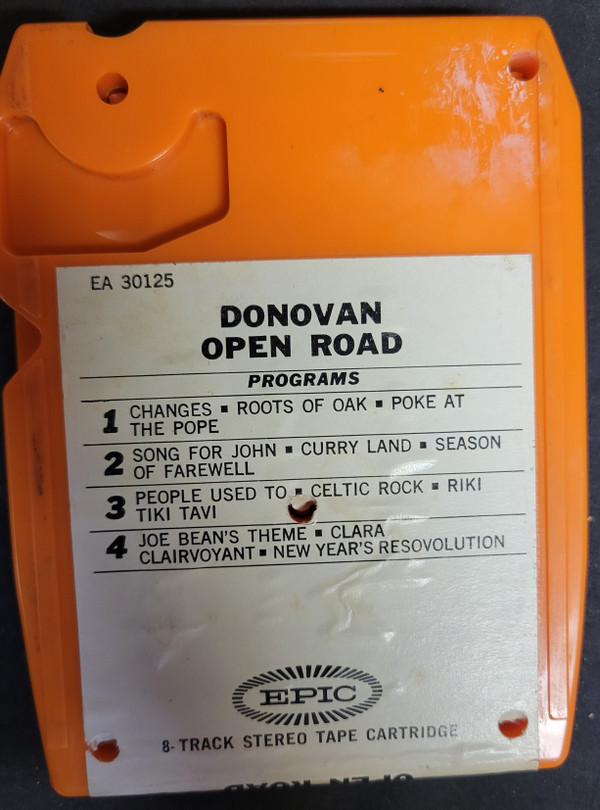 EA 30125
DONOVAN
OPEN ROAD
PROGRAMS
1 CHANGES ▪ ROOTS OF OAK ▪ POKE AT
THE POPE
2 SONG FOR JOHN ▪ CURRY LAND ▪ SEASON
OF FAREWELL
3 PEOPLE USED TO ▪ CELTIC ROCK ▪ RIKI
TIKI TAVI
4 JOE BEAN'S THEME ▪ CLARA
CLAIRVOYANT ▪ NEW YEAR'S RESOVOLUTION
EPIC
8-TRACK STEREO TAPE CARTRIDGE
OPEN ROAD